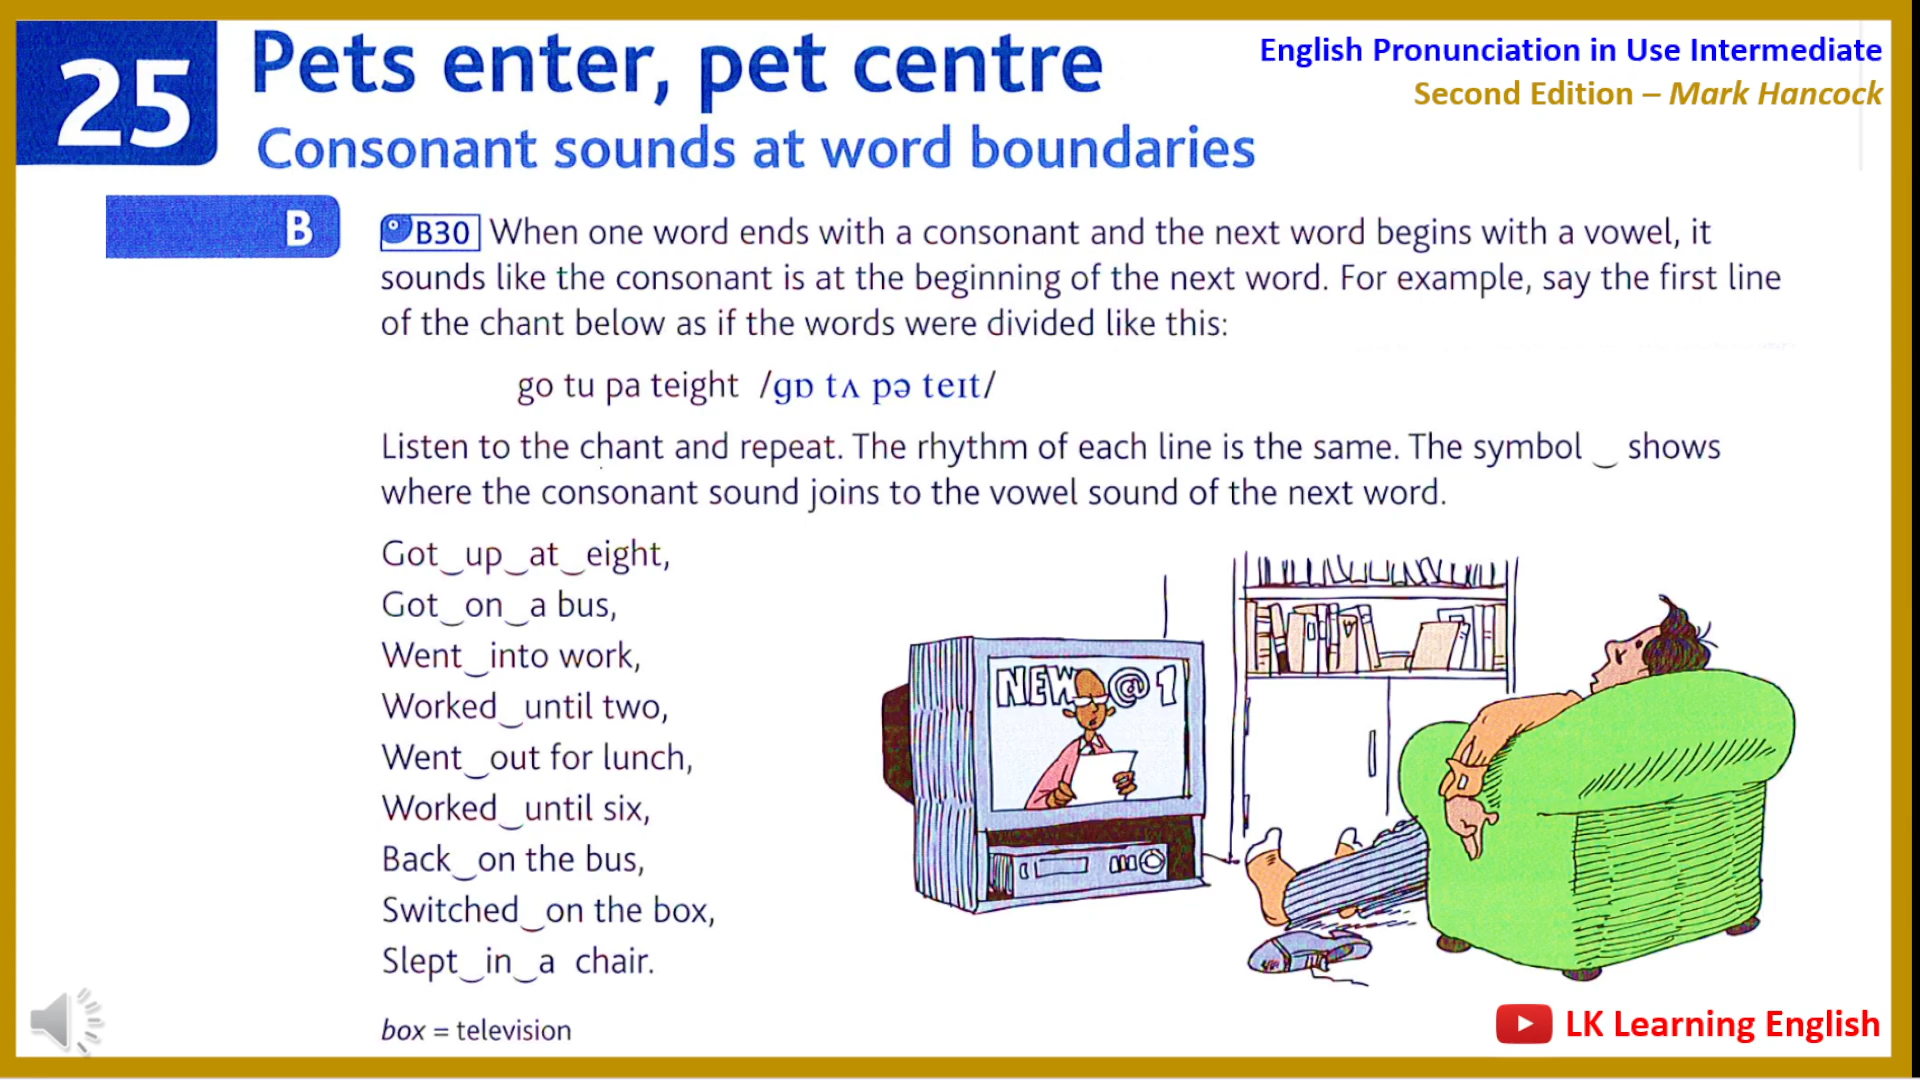 25
Pets enter, pet centre
Consonant sounds at word boundaries
English Pronunciation in Use Intermediate
Second Edition – Mark Hancock
B
B30 When one word ends with a consonant and the next word begins with a vowel, it
sounds like the consonant is at the beginning of the next word. For example, say the first line
of the chant below as if the words were divided like this:
go tu pa teight /ɡɒ tʌ pə teɪt/
Listen to the chant and repeat. The rhythm of each line is the same. The symbol ‿ shows
where the consonant sound joins to the vowel sound of the next word.
Got‿up‿at‿eight,
Got‿on‿a bus,
Went‿into work,
Worked‿until two,
Went‿out for lunch,
Worked‿until six,
Back‿on the bus,
Switched‿on the box,
Slept‿in‿a chair.
NEW @ 1
box = television
LK Learning English